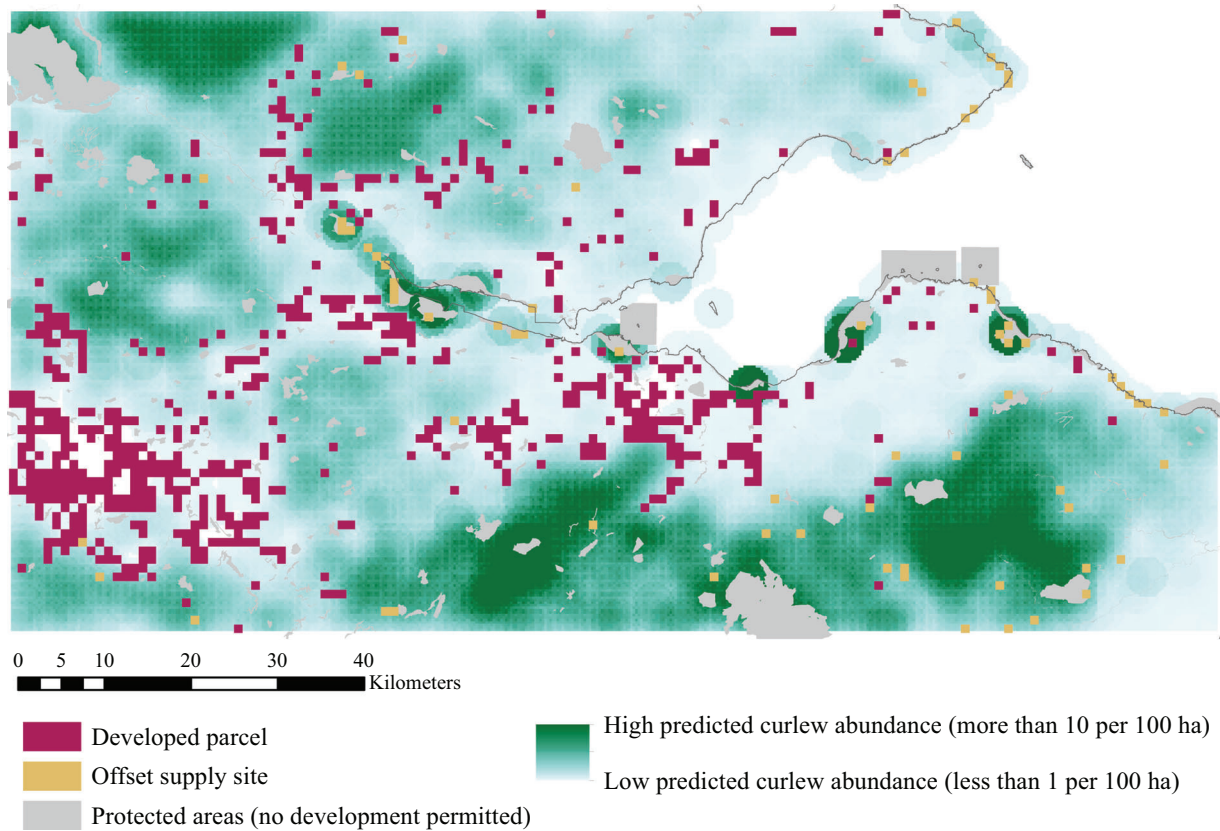 0 5 10 20 30 40
Kilometers
Developed parcel
Offset supply site
Protected areas (no development permitted)
High predicted curlew abundance (more than 10 per 100 ha)
Low predicted curlew abundance (less than 1 per 100 ha)